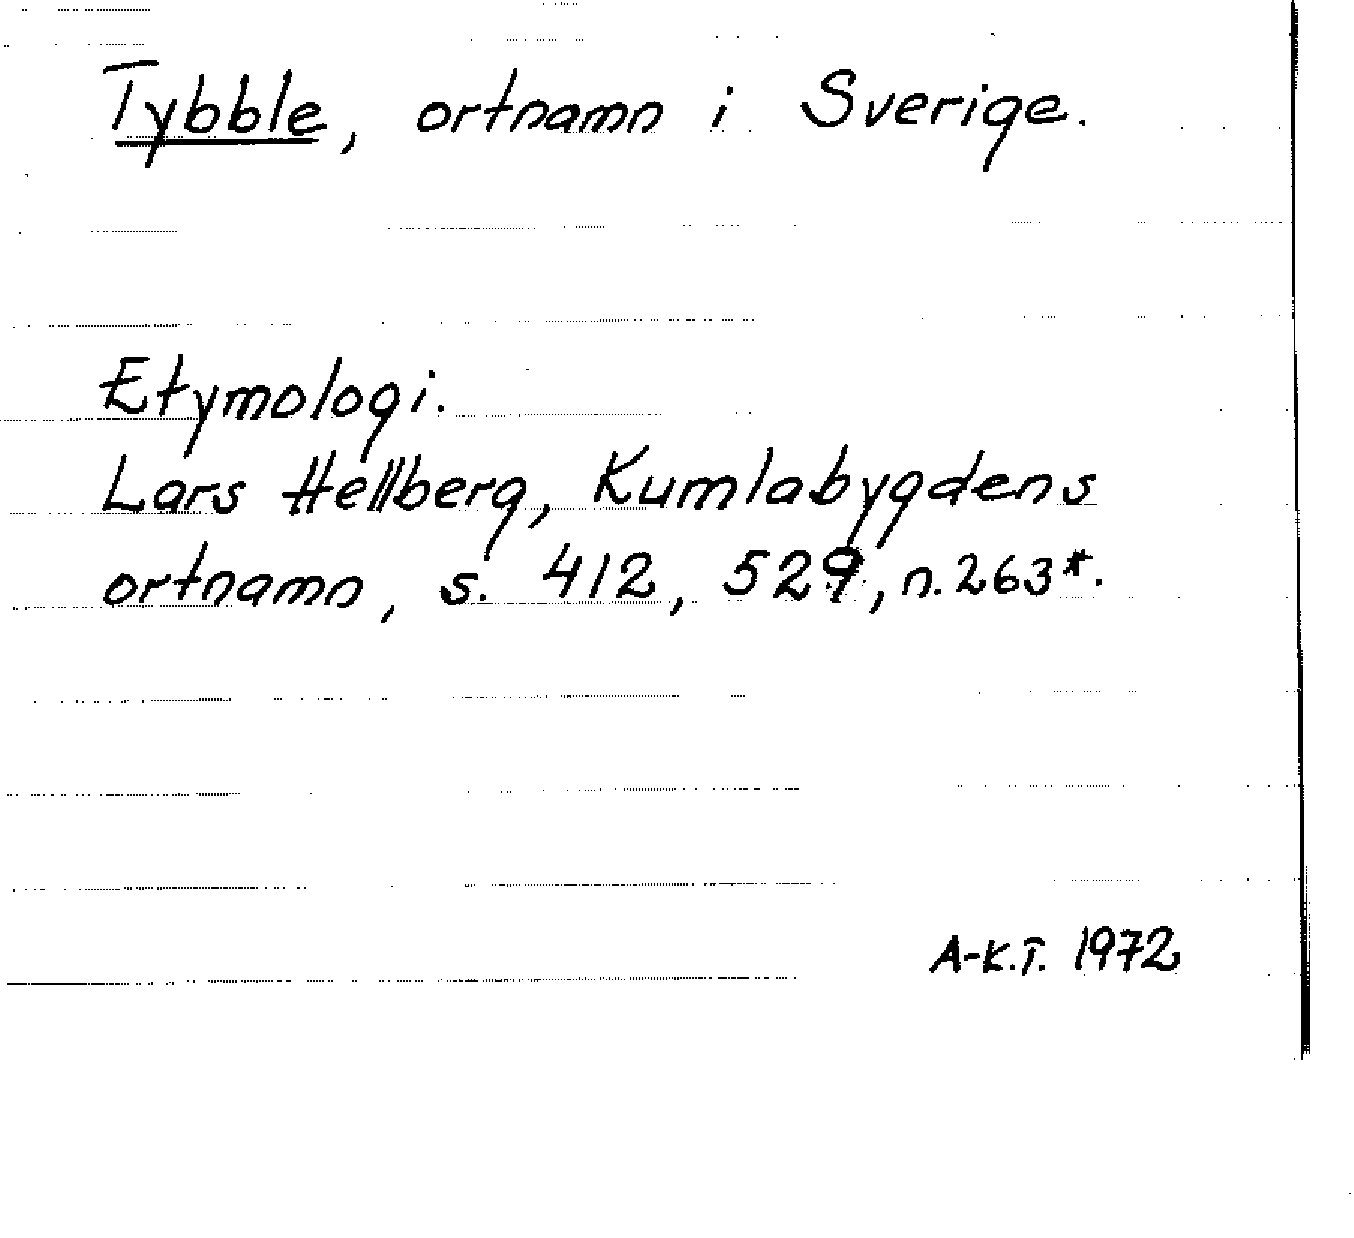 Tybble, ortnamn i Sverige.
Etymologi.
Lars Hellberg, Kumlabygdens
ortnamn, s. 412, 529, n. 263*.
A-K.T. 1972